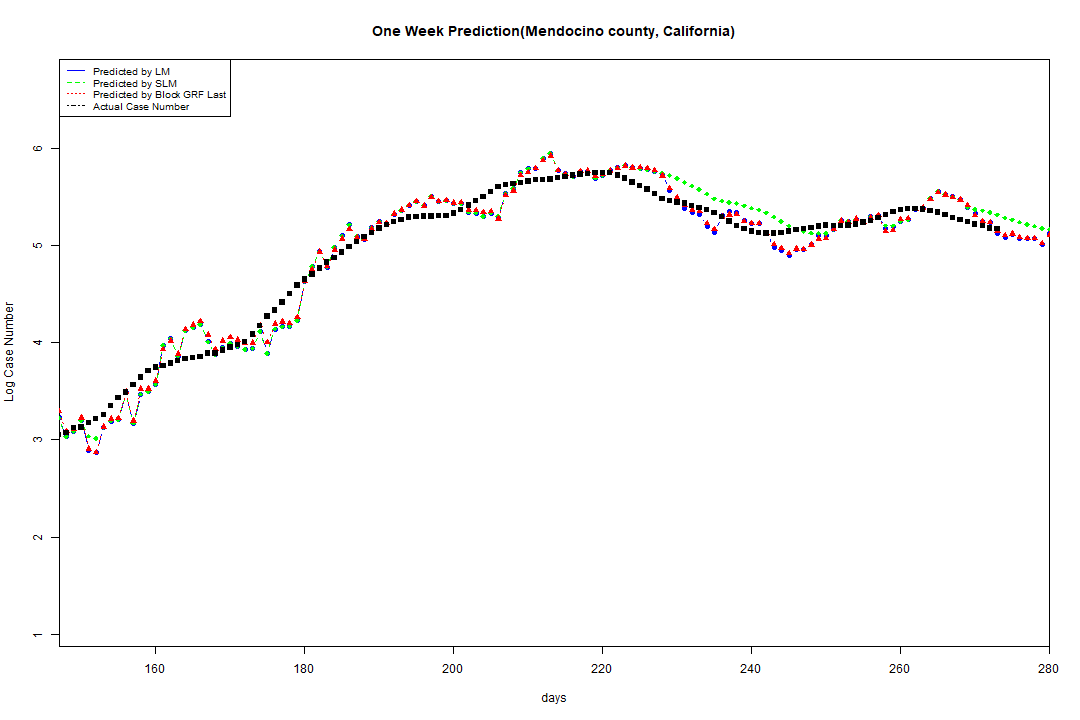 One Week Prediction(Mendocino county, California)
Predicted by LM
Predicted by SLM
Predicted by Block GRF Last
Actual Case Number
6
5
4
3
2
1
Log Case Number
160 180 200 220 240 260 280
days